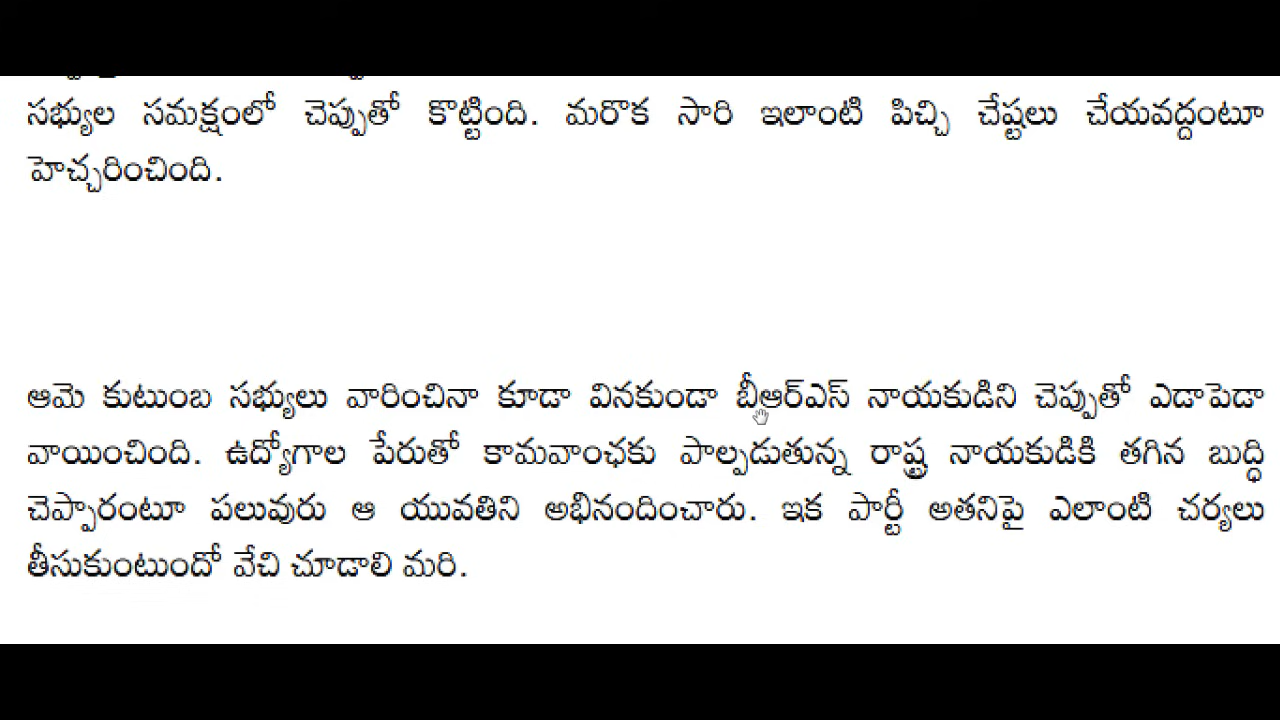 సభ్యుల సమక్షంలో చెప్పుతో కొట్టింది. మరొక సారి ఇలాంటి పిచ్చి చేష్టలు చేయవద్దంటూ
హెచ్చరించింది.
ఆమె కుటుంబ సభ్యులు వారించినా కూడా వినకుండా బీఆర్ఎస్ నాయకుడిని చెప్పుతో ఎడాపెడా
వాయించింది. ఉద్యోగాల పేరుతో కామవాంఛకు పాల్పడుతున్న రాష్ట్ర నాయకుడికి తగిన బుద్ధి
చెప్పారంటూ పలువురు ఆ యువతిని అభినందించారు. ఇక పార్టీ అతనిపై ఎలాంటి చర్యలు
తీసుకుంటుందో వేచి చూడాలి మరి.